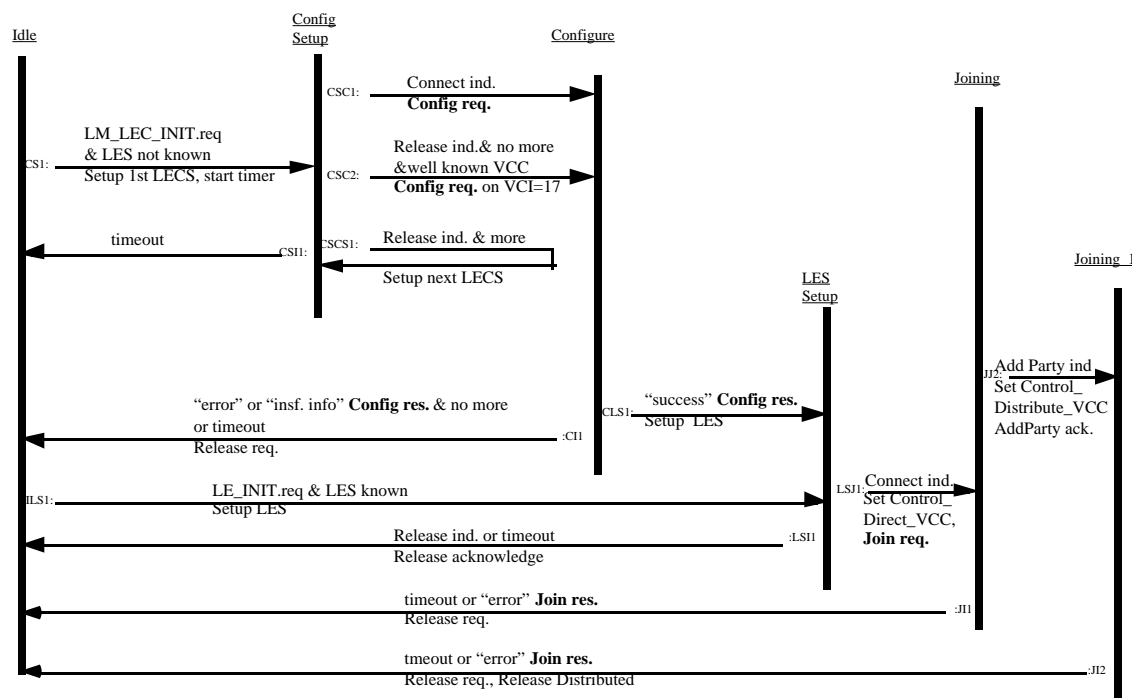 Idle
Config
Setup
Configure
Joining
CSC1:
Connect ind.
Config req.
CS1:
LM_LEC_INIT.req
& LES not known
Setup 1st LECS, start timer
CSC2:
Release ind.& no more
&well known VCC
Config req. on VCI=17
timeout
CSI1:
CSCS1:
Release ind. & more
Setup next LECS
Joining_1
LES
Setup
JJ2:
Add Party ind
Set Control_
Distribute_VCC
AddParty ack.
“error” or “insf. info” Config res. & no more
or timeout
Release req.
:CI1
CLS1:
“success” Config res.
Setup LES
ILS1:
LE_INIT.req & LES known
Setup LES
LSJ1:
Connect ind.
Set Control_
Direct_VCC,
Join req.
Release ind. or timeout
Release acknowledge
:LSI1
timeout or “error” Join res.
Release req.
:JI1
tmeout or “error” Join res.
Release req., Release Distributed
:JI2